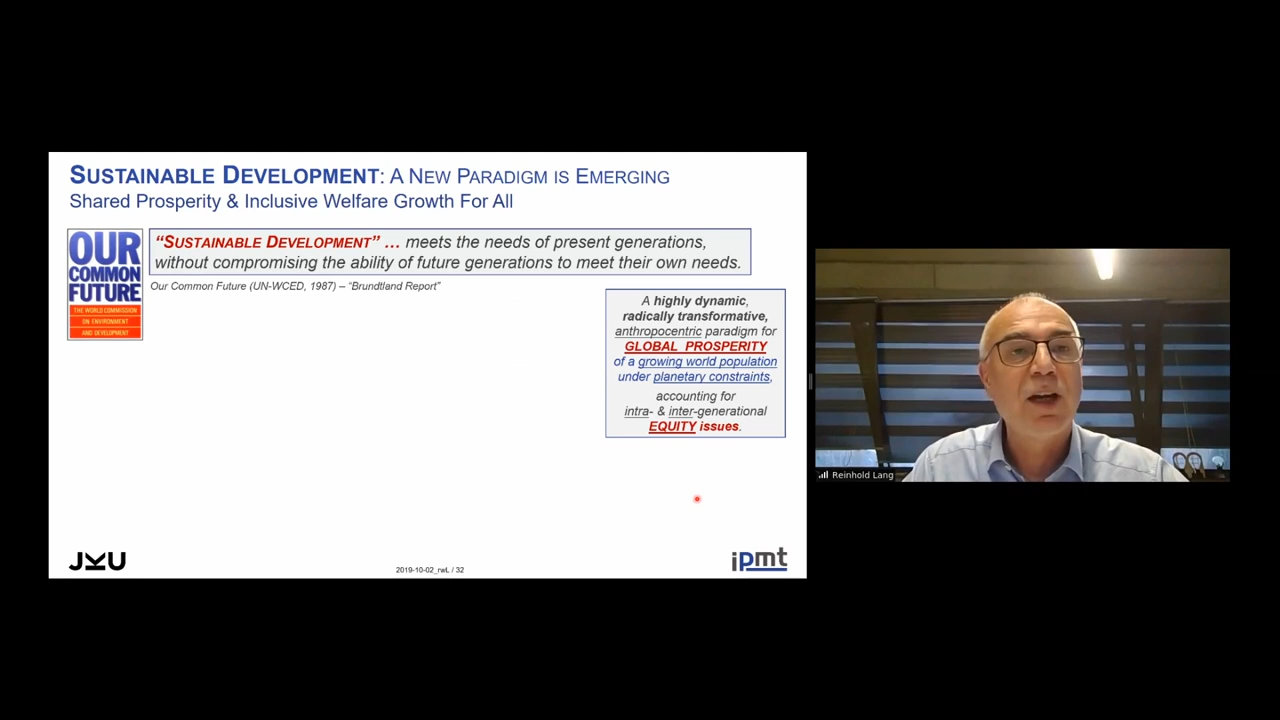 SUSTAINABLE DEVELOPMENT: A NEW PARADIGM IS EMERGING
Shared Prosperity & Inclusive Welfare Growth For All
OUR
COMMON
FUTURE
THE WORLD COMMISSION
ON ENVIRONMENT
AND DEVELOPMENT
“SUSTAINABLE DEVELOPMENT” … meets the needs of present generations,
without compromising the ability of future generations to meet their own needs.
Our Common Future (UN-WCED, 1987) – “Brundtland Report”
A highly dynamic,
radically transformative,
anthropocentric paradigm for
GLOBAL PROSPERITY
of a growing world population
under planetary constraints,
accounting for
intra- & inter-generational
EQUITY issues.
JKU
2019-10-02_rwL / 32
ipmt
Reinhold Lang